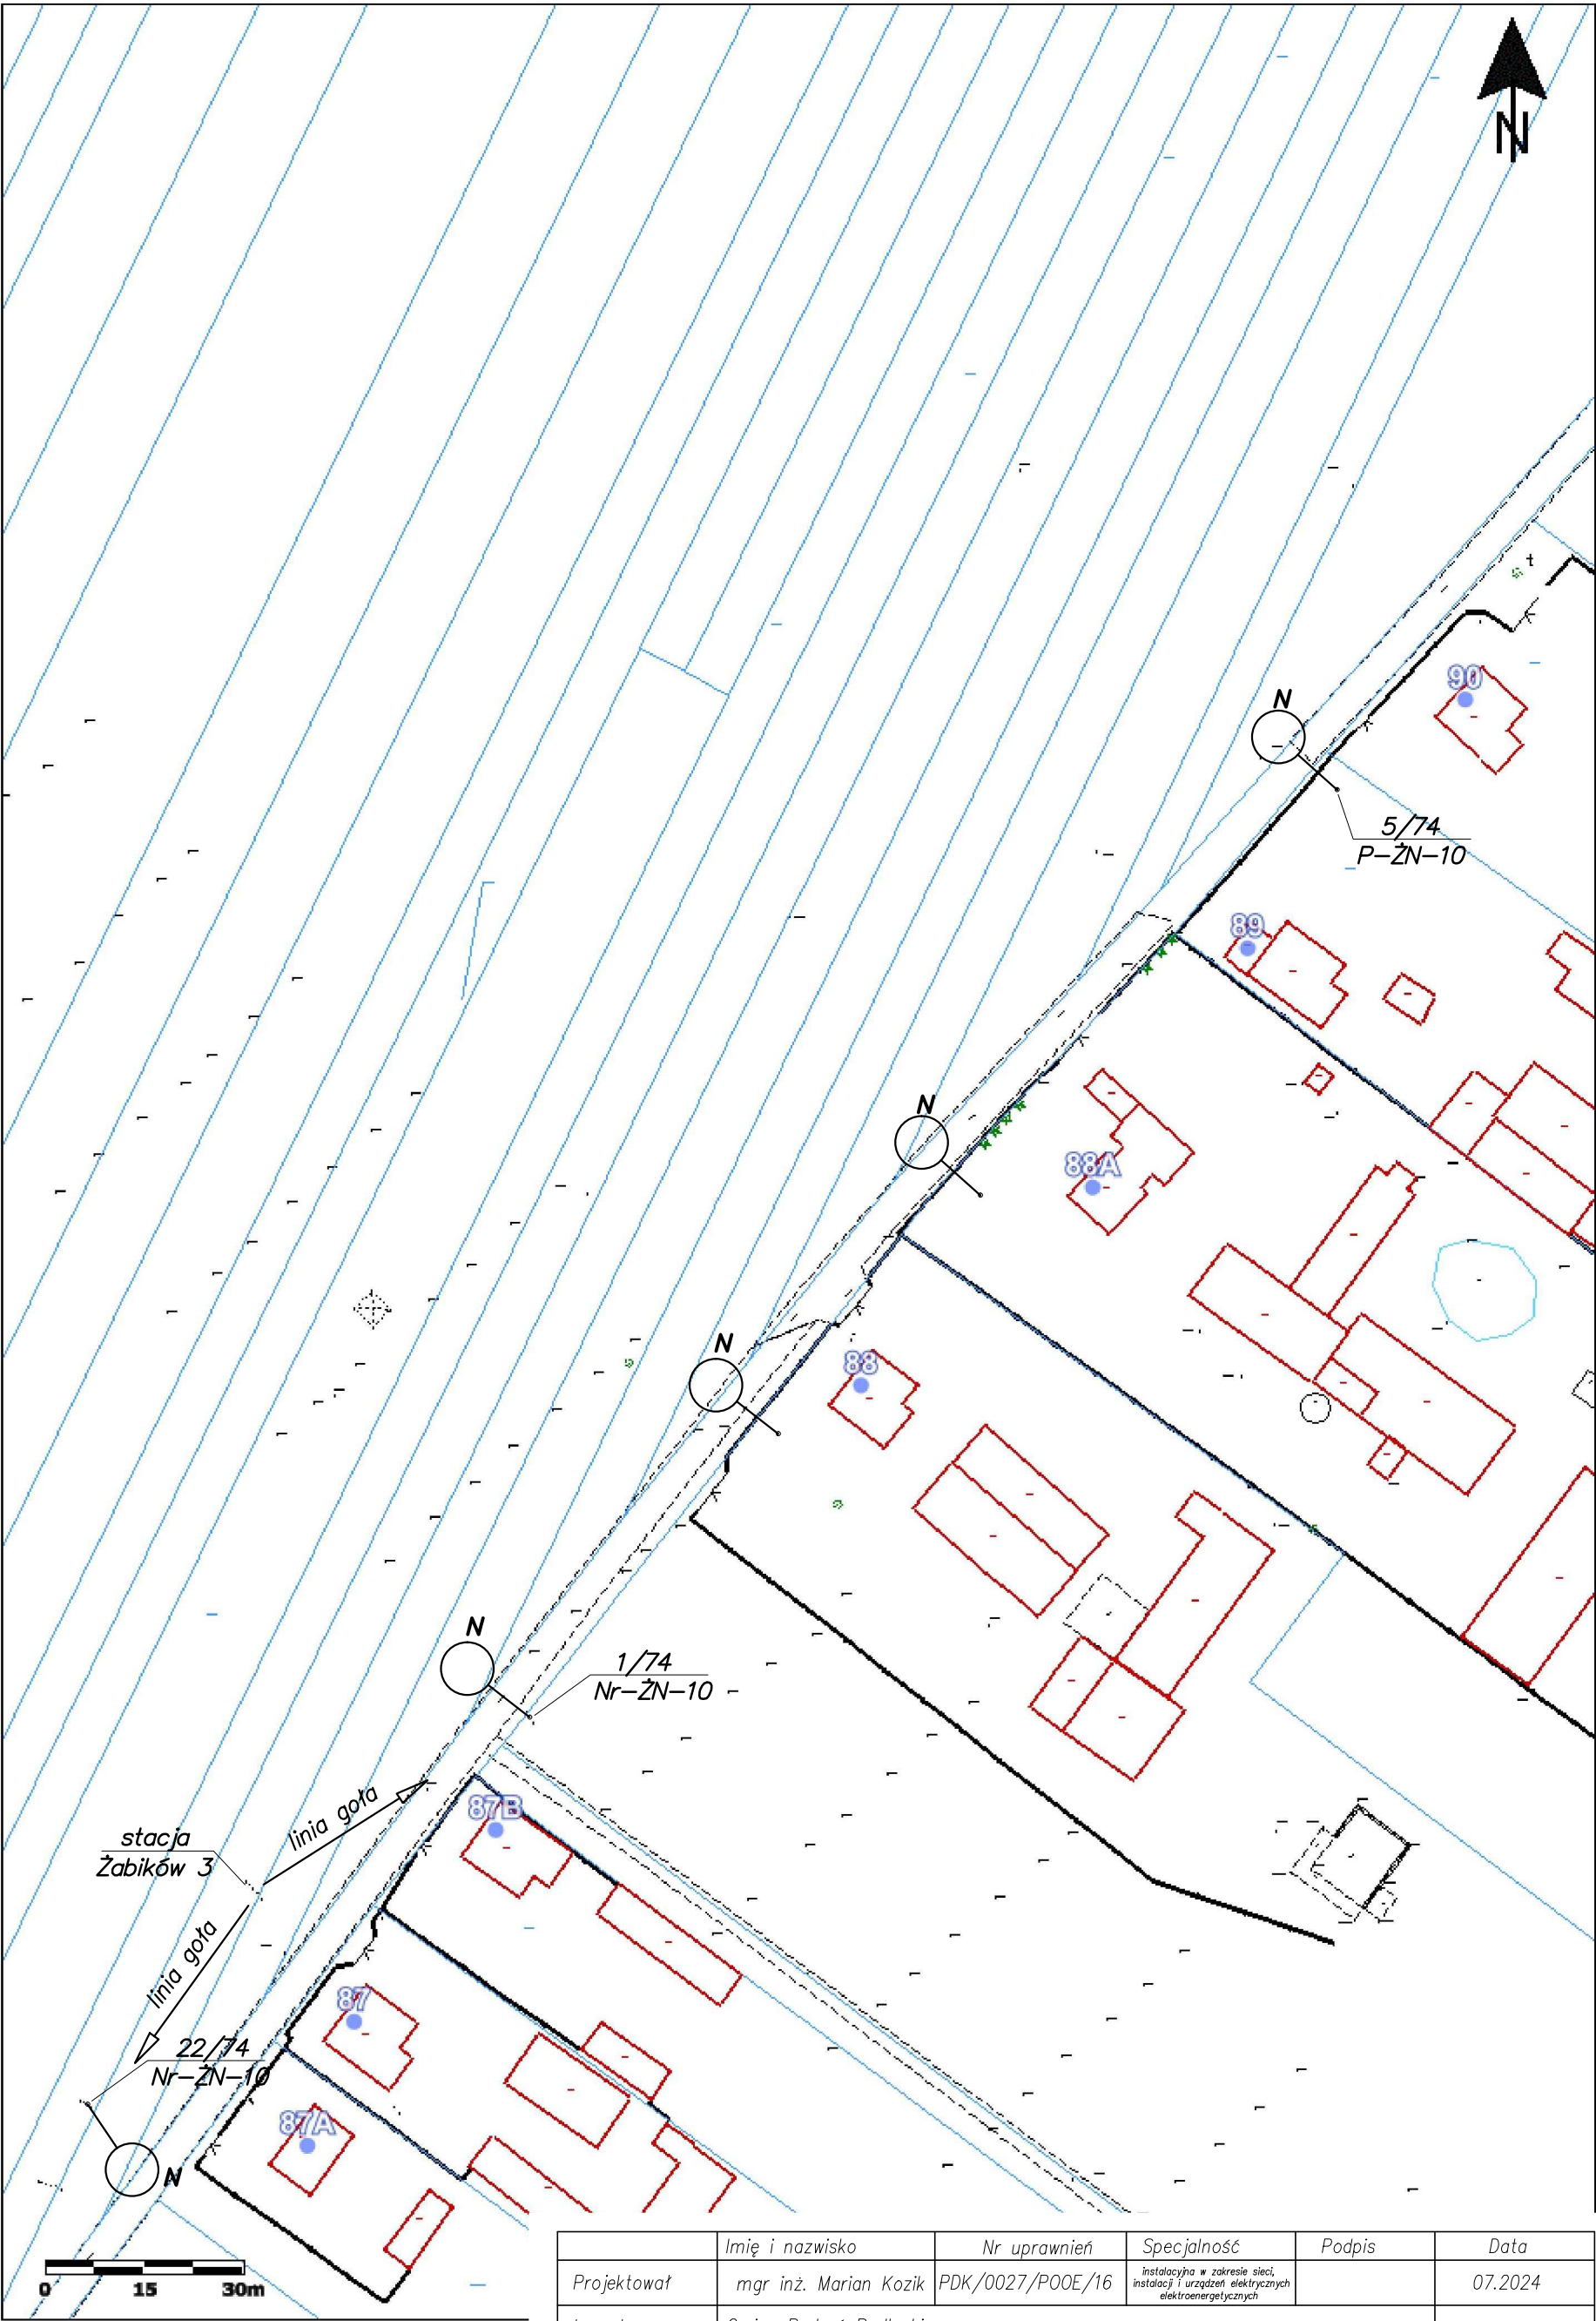 N
90
N
5/74
P-ŻN-10
89
N
88A
N
88
N
1/74
Nr-ŻN-10
linia goła
87B
stacja
Żabików 3
linia goła
87
22/74
Nr-ŻN-10
87A
N
0 15 30m
Imię i nazwisko Nr uprawnień Specjalność Podpis Data
Projektował mgr inż. Marian Kozik PDK/0027/POOE/16 instalacyjna w zakresie sieci, 07.2024
instalacji i urządzeń elektrycznych
elektroenergetycznych